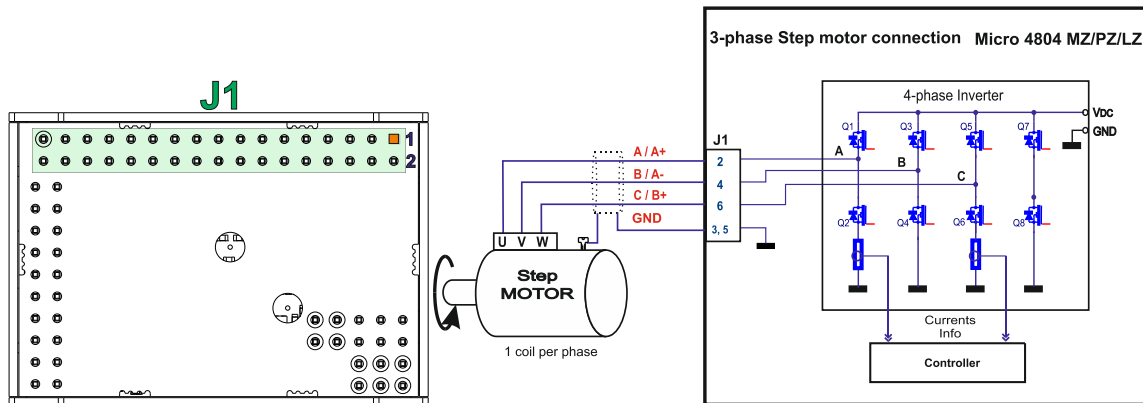 J1
1
2
3-phase Step motor connection Micro 4804 MZ/PZ/LZ
4-phase Inverter
VDC
GND
Q1
Q3
Q5
Q7
J1
A / A+
2
A
B / A-
4
B
C / B+
6
C
GND
3, 5
Q2
Q4
Q6
Q8
U V W
Step
MOTOR
1 coil per phase
Currents
Info
Controller